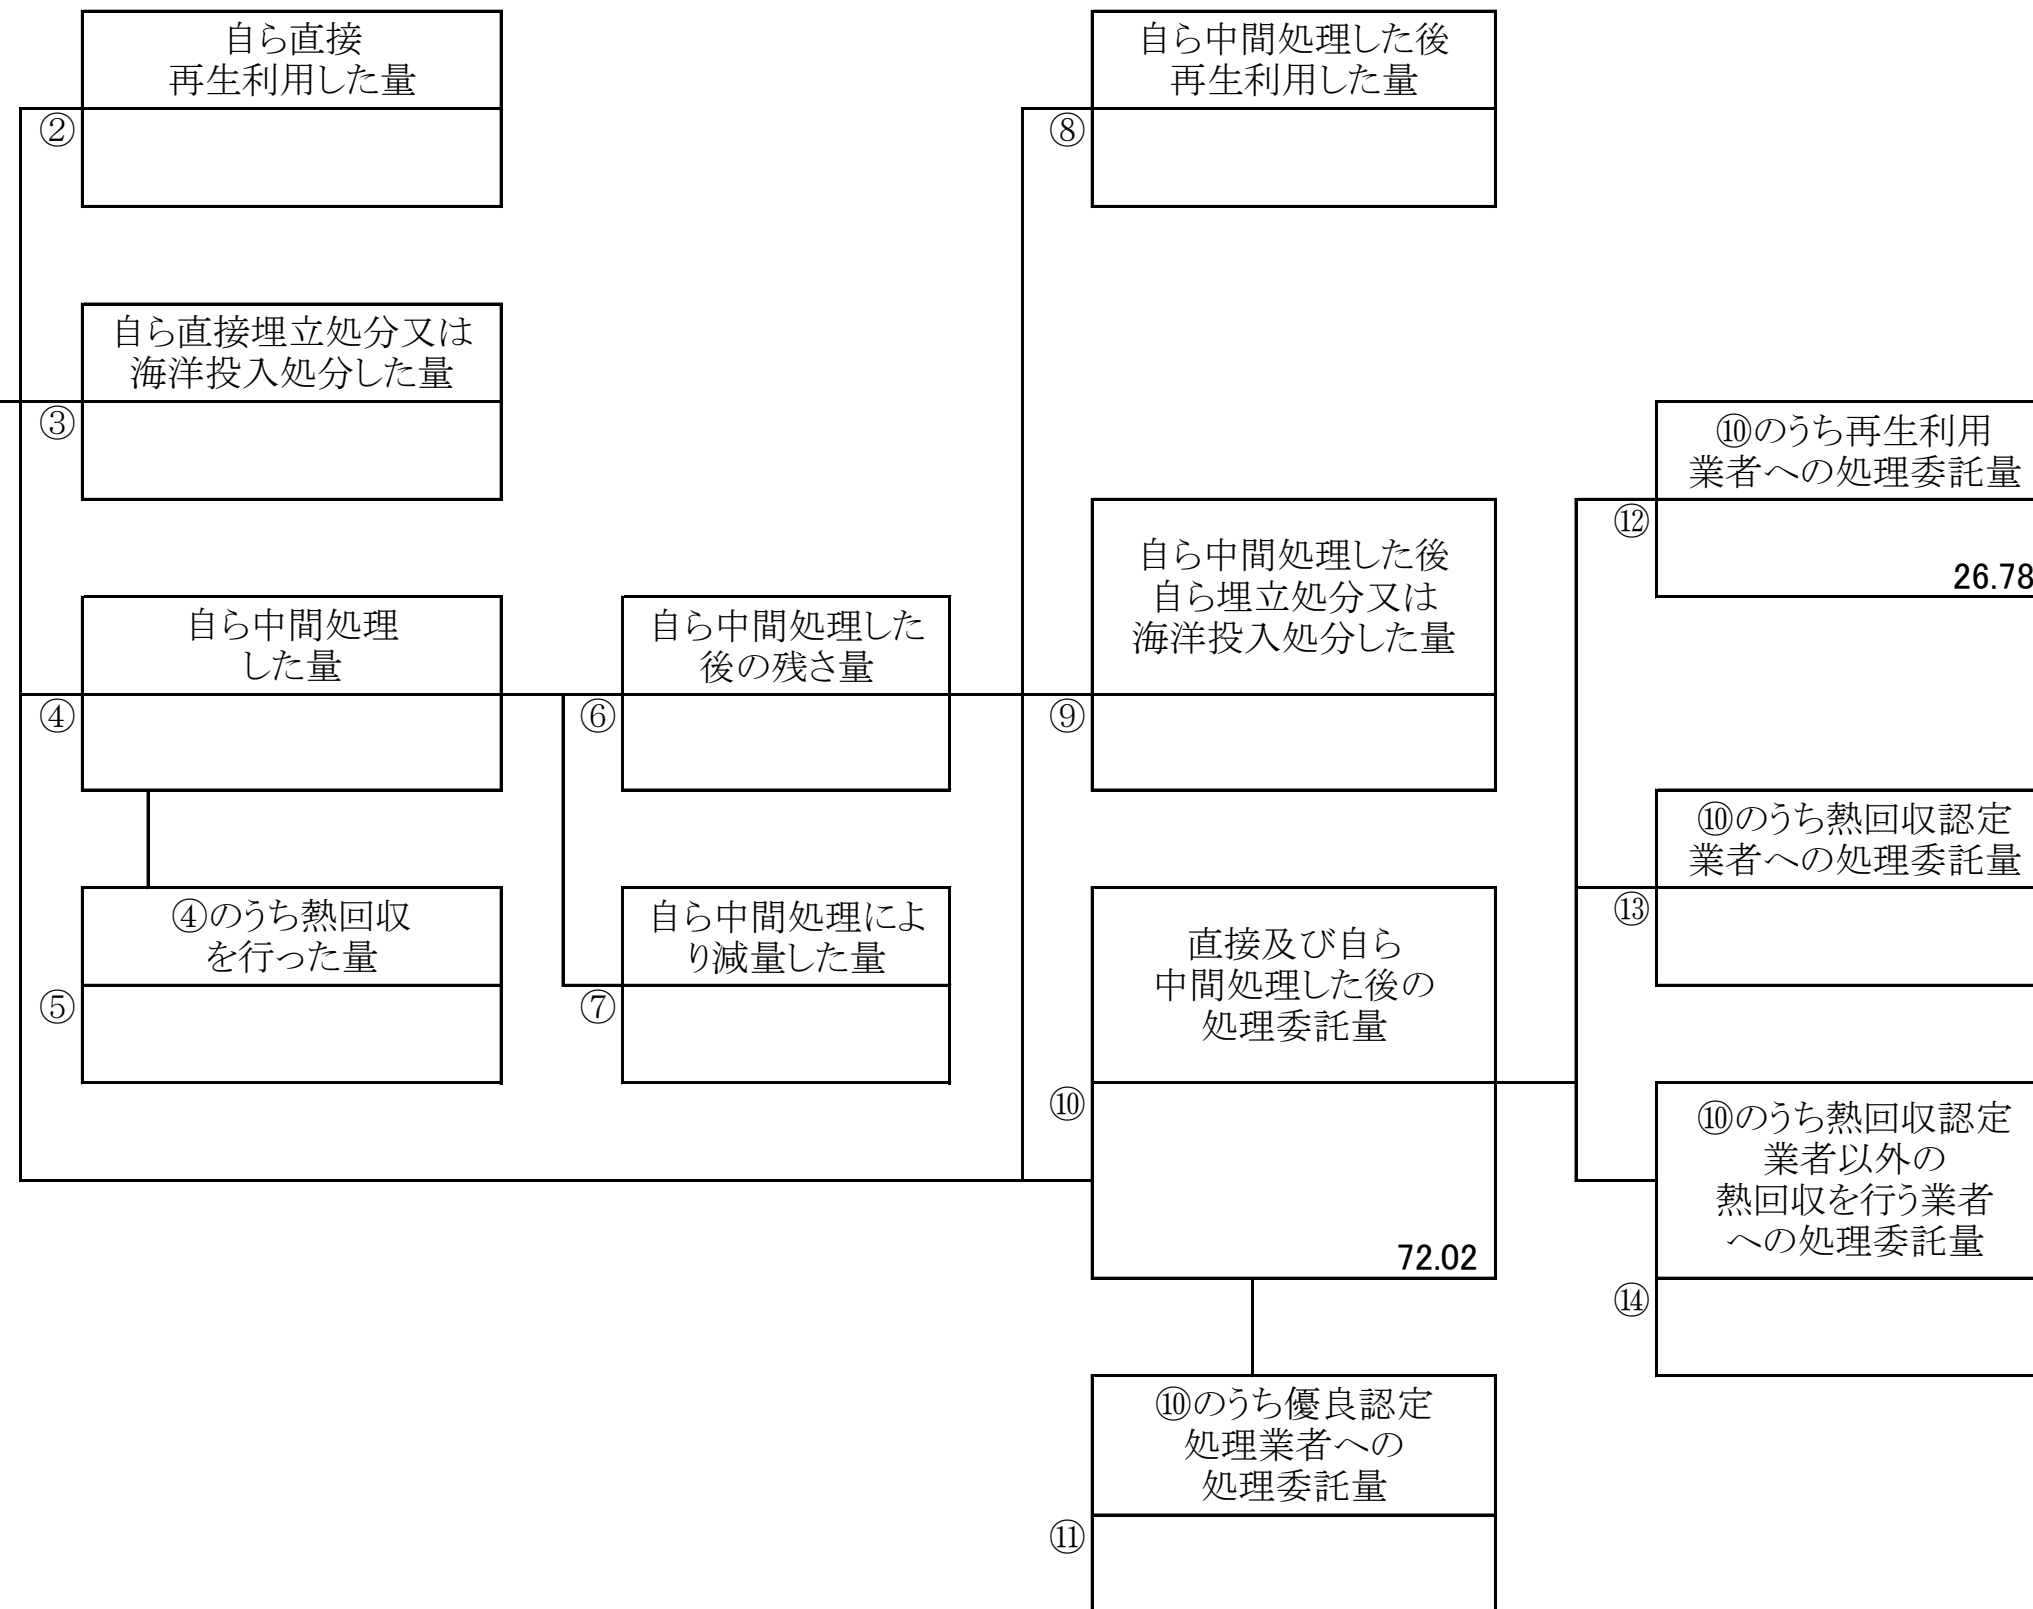 自ら直接
再生利用した量
②
自ら直接埋立処分又は
海洋投入処分した量
③
自ら中間処理
した量
④
④のうち熱回収
を行った量
⑤
自ら中間処理した
後の残さ量
⑥
自ら中間処理によ
り減量した量
⑦
自ら中間処理した後
再生利用した量
⑧
自ら中間処理した後
自ら埋立処分又は
海洋投入処分した量
⑨
直接及び自ら
中間処理した後の
処理委託量
⑩
72.02
⑩のうち優良認定
処理業者への
処理委託量
⑪
⑩のうち再生利用
業者への処理委託量
⑫
26.78
⑩のうち熱回収認定
業者への処理委託量
⑬
⑩のうち熱回収認定
業者以外の
熱回収を行う業者
への処理委託量
⑭